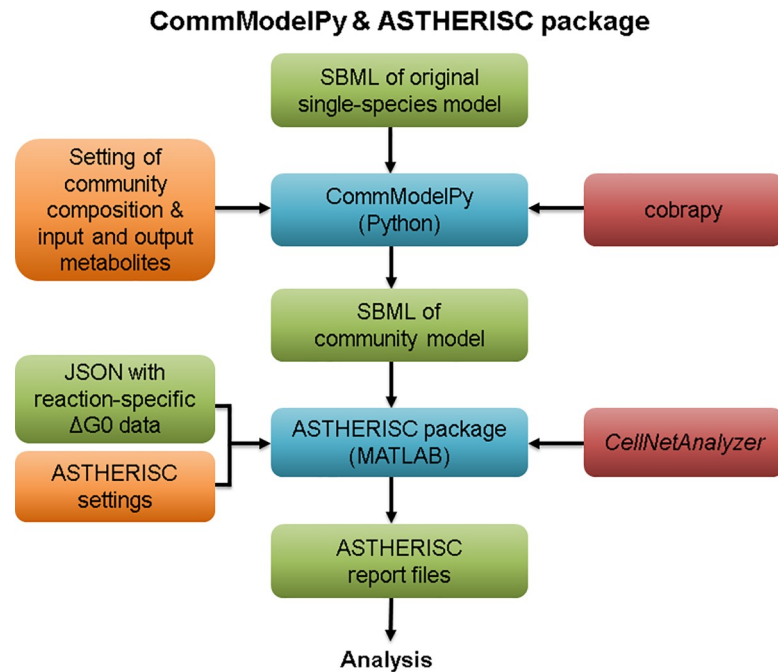 CommModelPy & ASTHERISC package
SBML of original
single-species model
Setting of
community
composition &
input and output
metabolites
CommModelPy
(Python)
cobrapy
SBML of
community model
JSON with
reaction-specific
ΔG0 data
ASTHERISC
settings
ASTHERISC package
(MATLAB)
CellNetAnalyzer
ASTHERISC
report files
Analysis